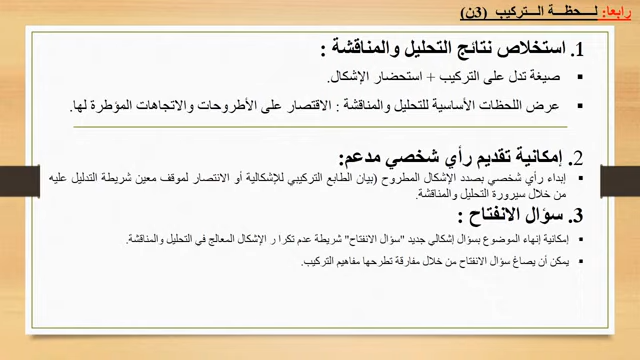 رابعا: لـــحظـــة الـــتركيب (3ن)
1. استخلاص نتائج التحليل والمناقشة :
▪ صيغة تدل على التركيب + استحضار الإشكال.
▪ عرض اللحظات الأساسية للتحليل والمناقشة : الاقتصار على الأطروحات والاتجاهات المؤطرة لها.
2. إمكانية تقديم رأي شخصي مدعم:
▪ إبداء رأي شخصي بصدد الإشكال المطروح (بيان الطابع التركيبي للإشكالية أو الانتصار لموقف معين شريطة التدليل عليه
من خلال سيرورة التحليل والمناقشة.
3. سؤال الانفتاح :
▪ إمكانية إنهاء الموضوع بسؤال إشكالي جديد "سؤال الانفتاح" شريطة عدم تكرا ر الإشكال المعالج في التحليل والمناقشة.
▪ يمكن أن يصاغ سؤال الانفتاح من خلال مفارقة تطرحها مفاهيم التركيب.